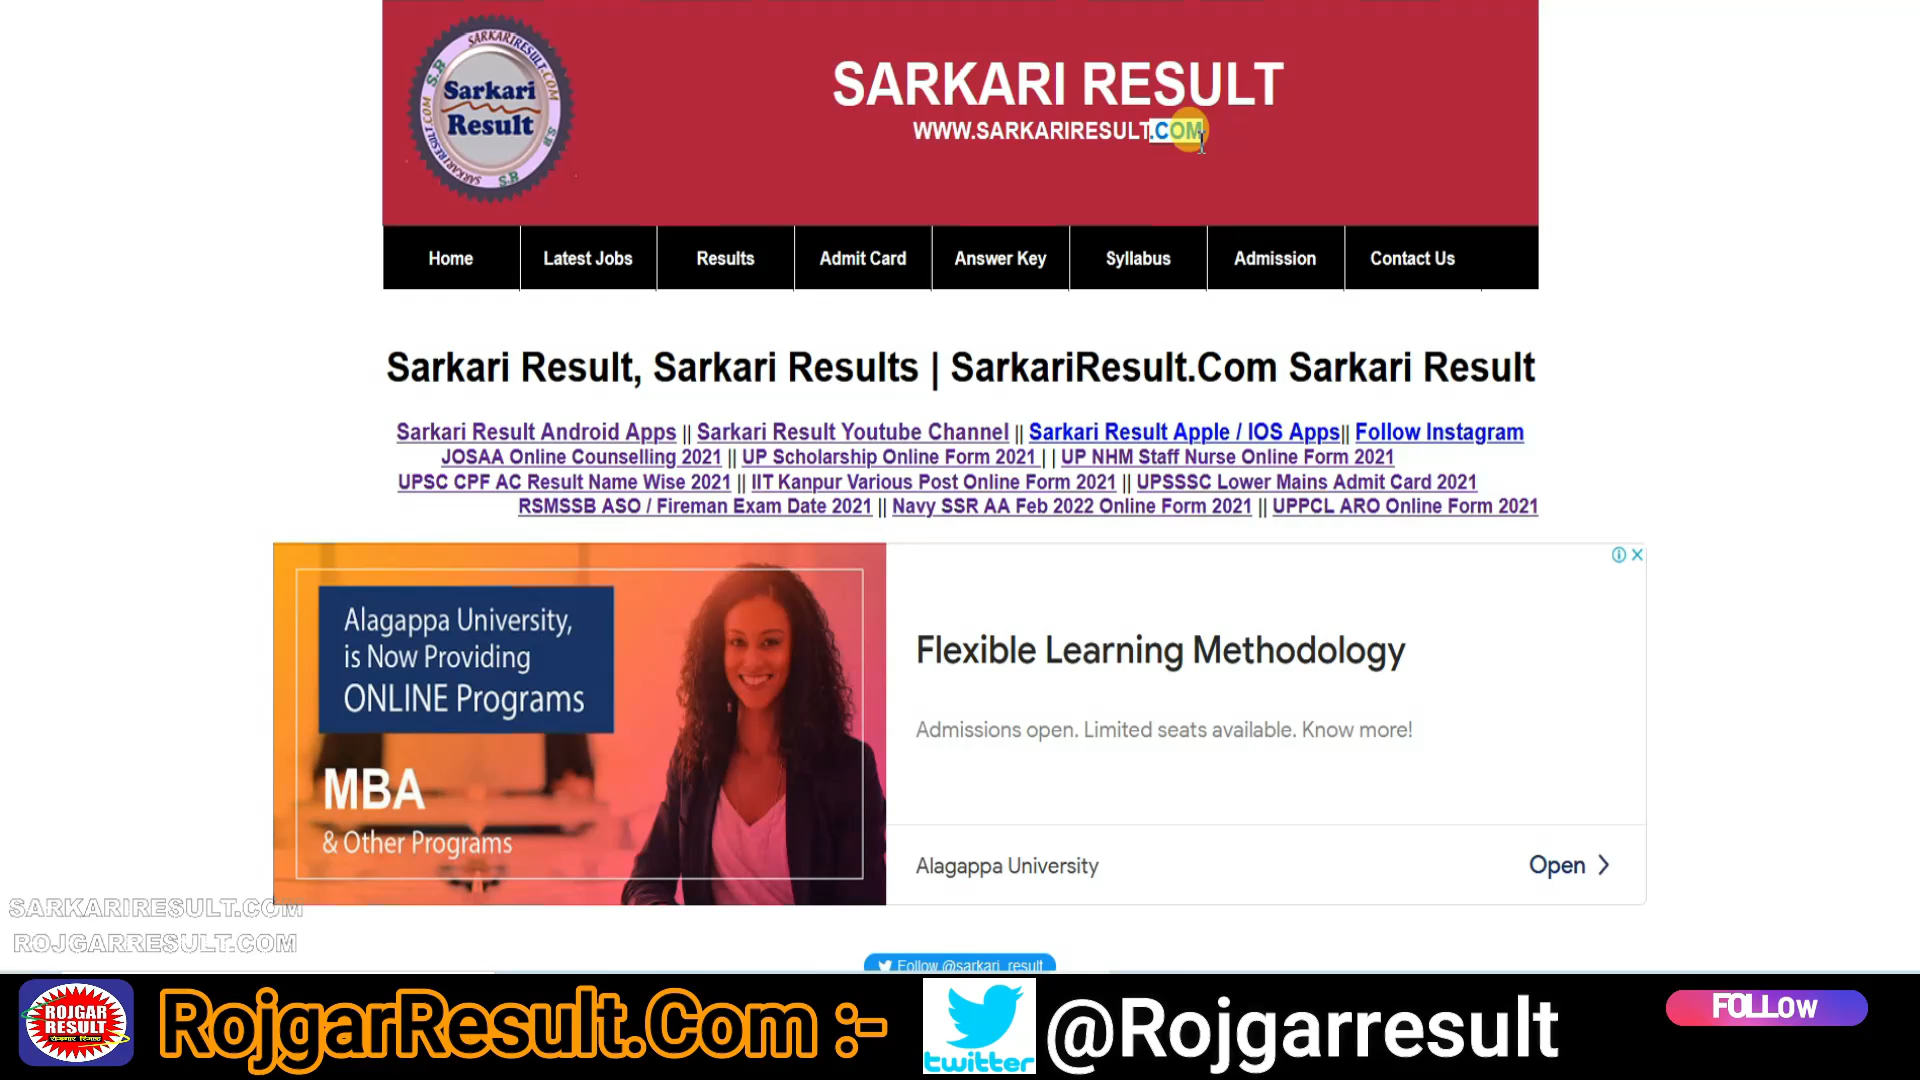 SARKARIRESULT.COM
S.R
S.R
SARKARIRESULT.COM
S.R
Sarkari
Result
SARKARI RESULT
WWW.SARKARIRESULT.COM
Home Latest Jobs Results Admit Card Answer Key Syllabus Admission Contact Us
Sarkari Result, Sarkari Results | SarkariResult.Com Sarkari Result
Sarkari Result Android Apps || Sarkari Result Youtube Channel || Sarkari Result Apple / IOS Apps|| Follow Instagram
JOSAA Online Counselling 2021 || UP Scholarship Online Form 2021 | | UP NHM Staff Nurse Online Form 2021
UPSC CPF AC Result Name Wise 2021 || IIT Kanpur Various Post Online Form 2021 || UPSSSC Lower Mains Admit Card 2021
RSMSSB ASO / Fireman Exam Date 2021 || Navy SSR AA Feb 2022 Online Form 2021 || UPPCL ARO Online Form 2021
Alagappa University,
is Now Providing
ONLINE Programs
MBA
& Other Programs
Flexible Learning Methodology
Admissions open. Limited seats available. Know more!
Alagappa University Open
SARKARIRESULT.COM
ROJGARRESULT.COM
Follow @sarkari_result
ROJGAR
RESULT
रोजगार रिजल्ट
RojgarResult.Com :-
twitter
@Rojgarresult
FOLLOW